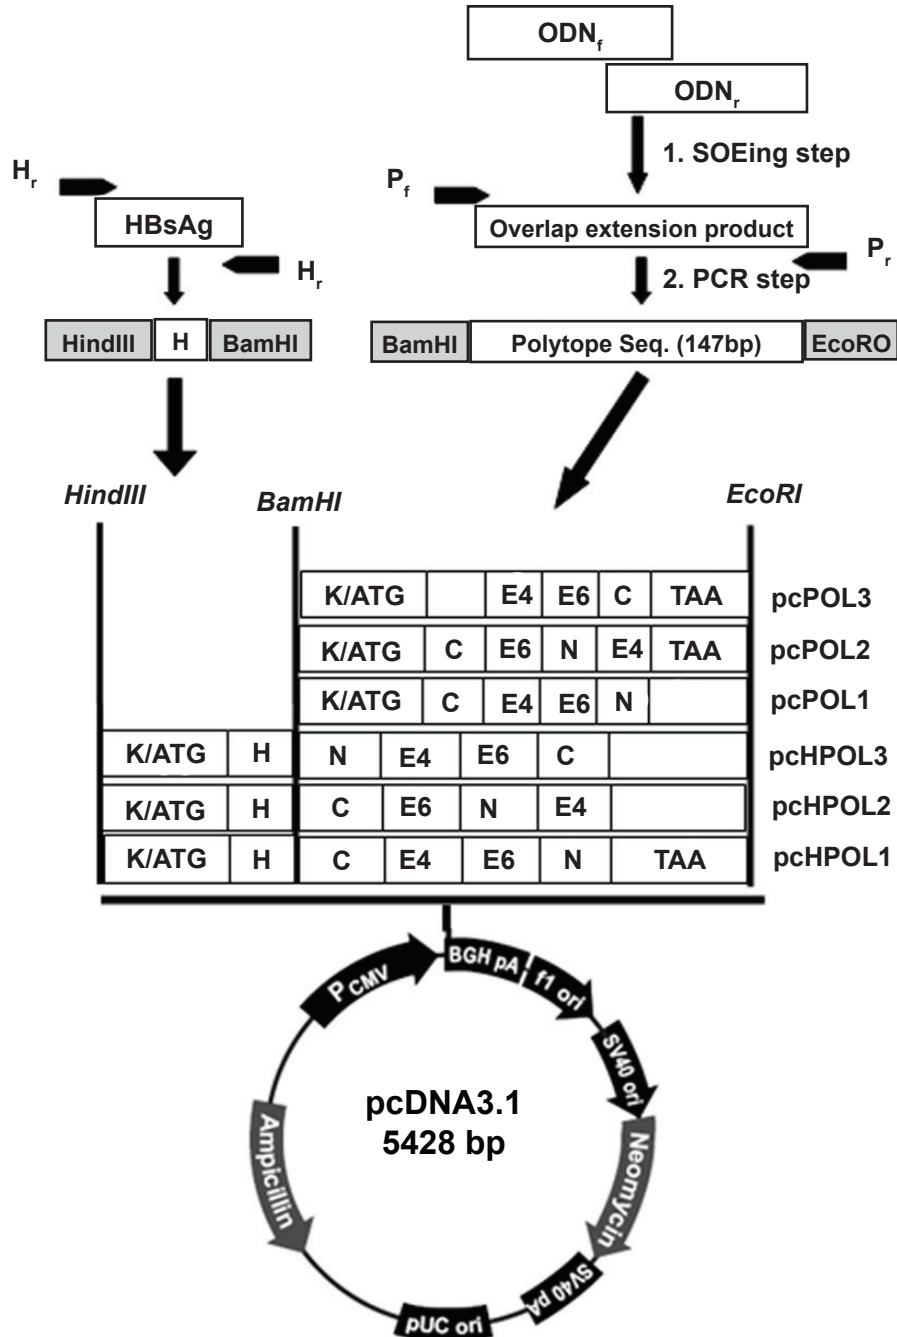 ODNf
ODNr
1. SOEing step
Hr
Pf
HBsAg
Overlap extension product
Hr
Pr
2. PCR step
HindIII H BamHI
BamHI Polytope Seq. (147bp) EcoRO
HindIII BamHI EcoRI
K/ATG E4 E6 C TAA pcPOL3
K/ATG C E6 N E4 TAA pcPOL2
K/ATG C E4 E6 N pcPOL1
K/ATG H N E4 E6 C pcHPOL3
K/ATG H C E6 N E4 pcHPOL2
K/ATG H C E4 E6 N TAA pcHPOL1
PCMV
BGH pA
f1 ori
SV40 ori
pcDNA3.1
5428 bp
Ampicillin
Neomycin
SV40 pA
pUC ori